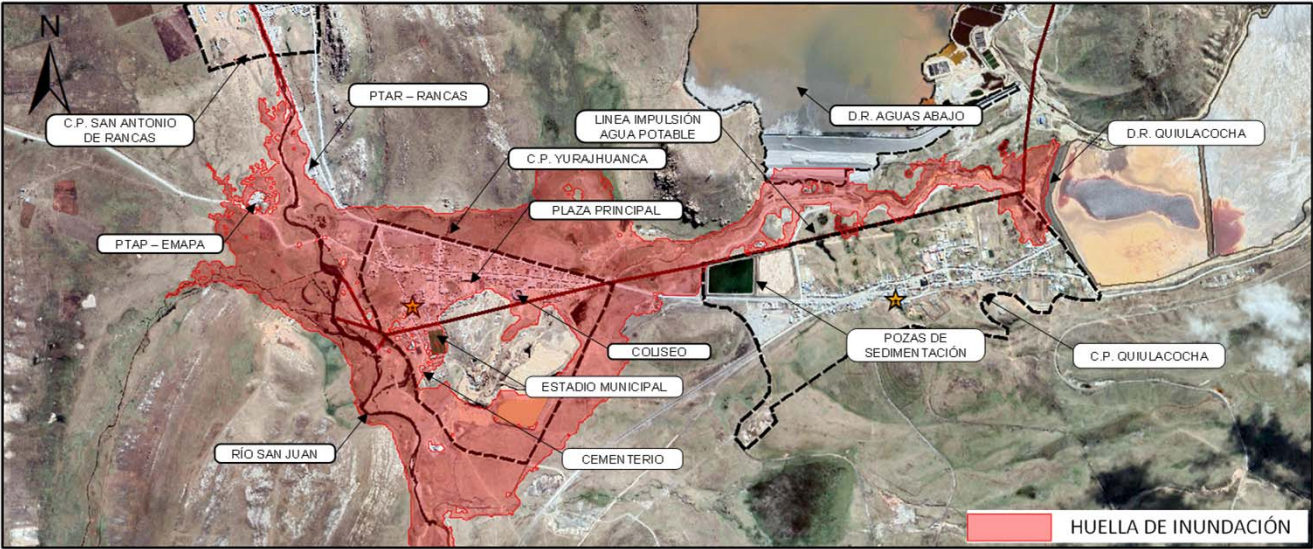 N
C.P. SAN ANTONIO
DE RANCAS
PTAR – RANCAS
C.P. YURAJHUANCA
PLAZA PRINCIPAL
LINEA IMPULSIÓN
AGUA POTABLE
D.R. AGUAS ABAJO
D.R. QUIULACOCHA
PTAP – EMAPA
COLISEO
ESTADIO MUNICIPAL
POZAS DE
SEDIMENTACIÓN
C.P. QUIULACOCHA
RÍO SAN JUAN
CEMENTERIO
HUELLA DE INUNDACIÓN